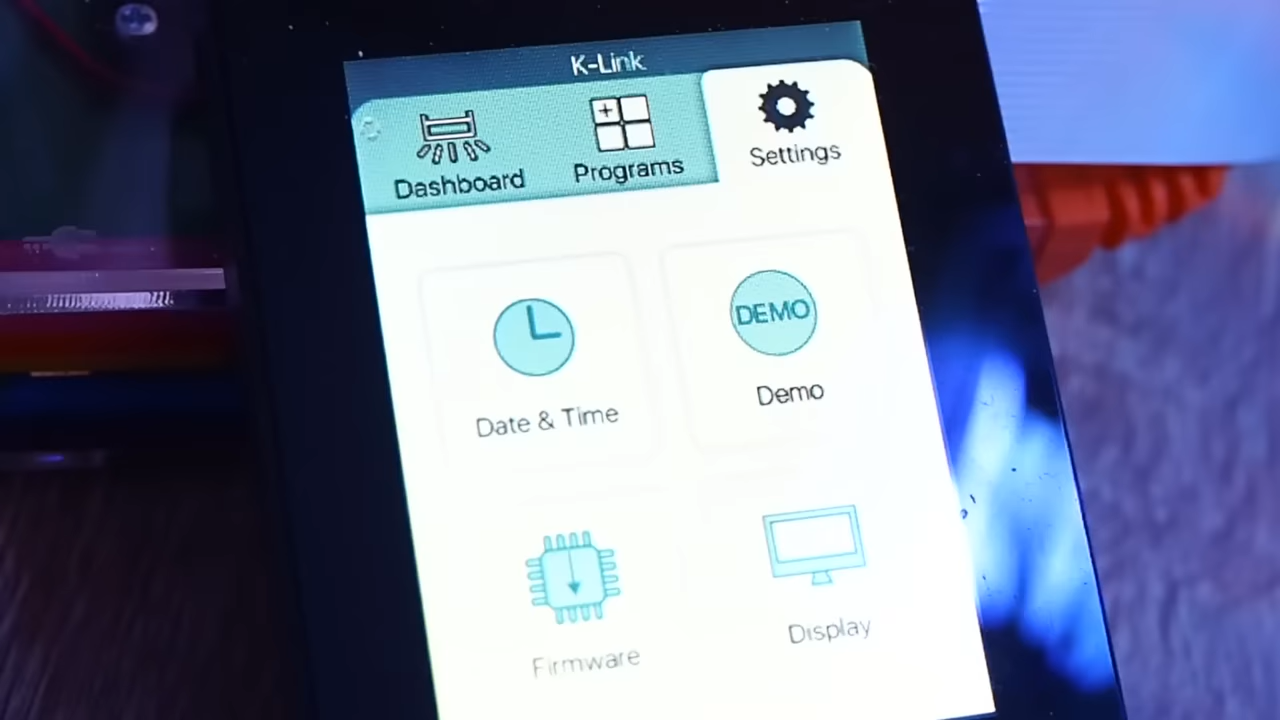 K-Link
Dashboard
Programs
Settings
Date & Time
DEMO
Demo
Firmware
Display